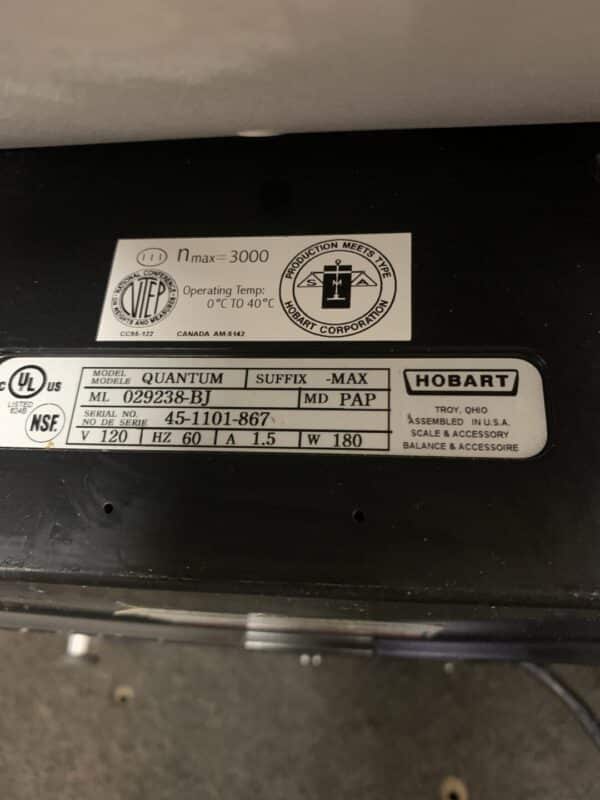 III nmax=3000
NATIONAL CONFERENCE
NTEP
ON WEIGHTS AND MEASURES
Operating Temp:
0°C TO 40°C
CC98-122 CANADA AM-5142
PRODUCTION MEETS TYPE
S M A
HOBART CORPORATION
C UL US
LISTED
NSF
MODEL
MODELE QUANTUM SUFFIX -MAX
ML 029238-BJ MD PAP
SERIAL NO.
NO DE SERIE 45-1101-867
V 120 HZ 60 A 1.5 W 180
HOBART
TROY, OHIO
ASSEMBLED IN U.S.A.
SCALE & ACCESSORY
BALANCE & ACCESSOIRE